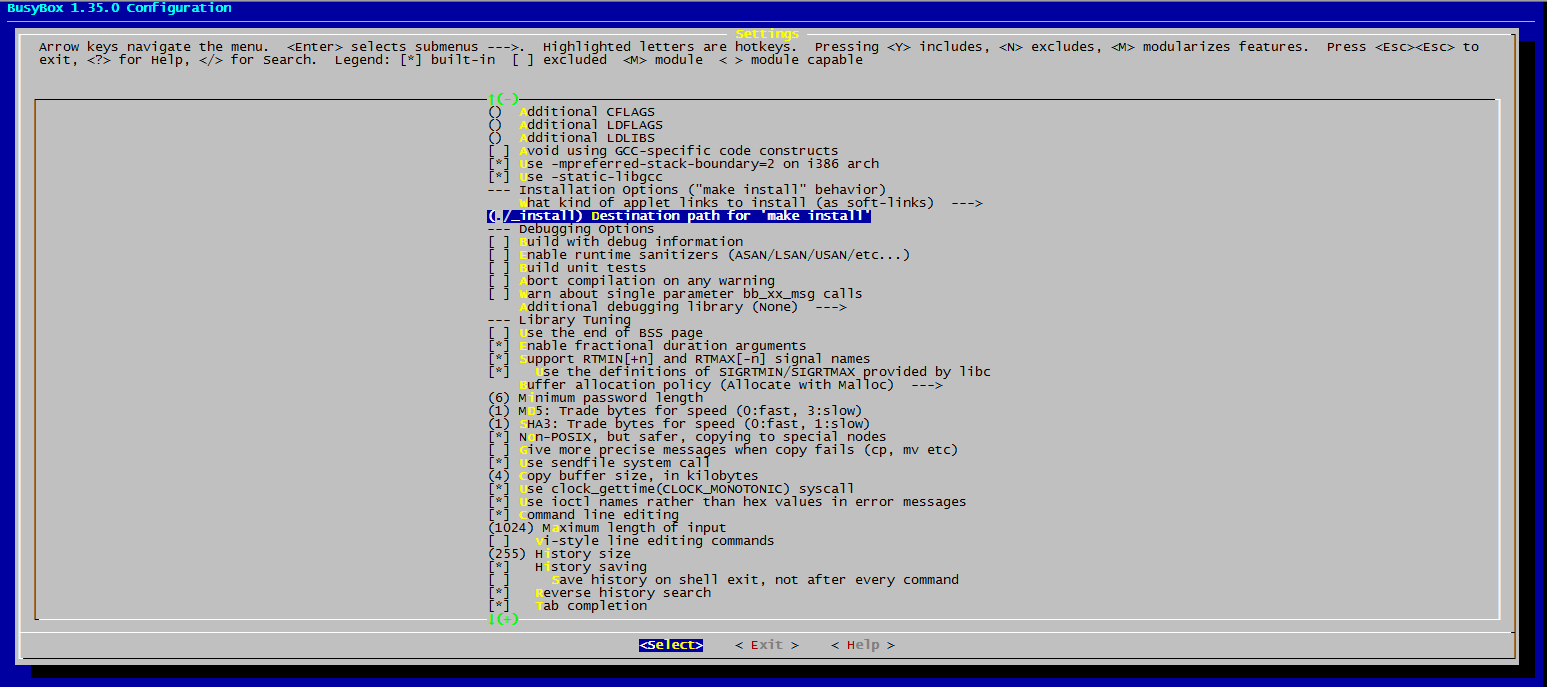 BusyBox 1.35.0 Configuration
Settings
Arrow keys navigate the menu.  <Enter> selects submenus --->.  Highlighted letters are hotkeys.  Pressing <Y> includes, <N> excludes, <M> modularizes features.  Press <Esc><Esc> to
exit, <?> for Help, </> for Search.  Legend: [*] built-in  [ ] excluded  <M> module  < > module capable
↑(-)
()  Additional CFLAGS
()  Additional LDFLAGS
()  Additional LDLIBS
[ ] Avoid using GCC-specific code constructs
[*] Use -mpreferred-stack-boundary=2 on i386 arch
[*] Use -static-libgcc
--- Installation Options ("make install" behavior)
What kind of applet links to install (as soft-links)  --->
(./_install) Destination path for 'make install'
--- Debugging Options
[ ] Build with debug information
[ ] Enable runtime sanitizers (ASAN/LSAN/USAN/etc...)
[ ] Build unit tests
[ ] Abort compilation on any warning
[ ] Warn about single parameter bb_xx_msg calls
Additional debugging library (None)  --->
--- Library Tuning
[ ] Use the end of BSS page
[*] Enable fractional duration arguments
[*] Support RTMIN[+n] and RTMAX[-n] signal names
[*]   Use the definitions of SIGRTMIN/SIGRTMAX provided by libc
Buffer allocation policy (Allocate with Malloc)  --->
(6) Minimum password length
(1) MD5: Trade bytes for speed (0:fast, 3:slow)
(1) SHA3: Trade bytes for speed (0:fast, 1:slow)
[*] Non-POSIX, but safer, copying to special nodes
[ ] Give more precise messages when copy fails (cp, mv etc)
[*] Use sendfile system call
(4) Copy buffer size, in kilobytes
[*] Use clock_gettime(CLOCK_MONOTONIC) syscall
[*] Use ioctl names rather than hex values in error messages
[*] Command line editing
(1024) Maximum length of input
[ ]   vi-style line editing commands
(255) History size
[*]   History saving
[ ]     Save history on shell exit, not after every command
[*]   Reverse history search
[*]   Tab completion
↓(+)
<Select>    < Exit >    < Help >